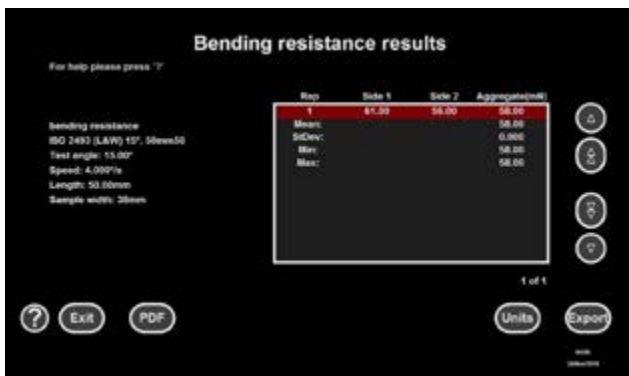 Bending resistance results
For help please press '?'
Rep Side 1 Side 2 Aggregate(mN)
1 61.30 56.00 58.00
Mean: 58.00
StDev: 0.000
Min: 58.00
Max: 58.00
bending resistance
ISO 2493 (L&W) 15°,
Test angle: 15.00°
Speed: 4.000°/s
Length: 50.00mm
Sample width: 38mm
1 of 1
? Exit PDF Units Export